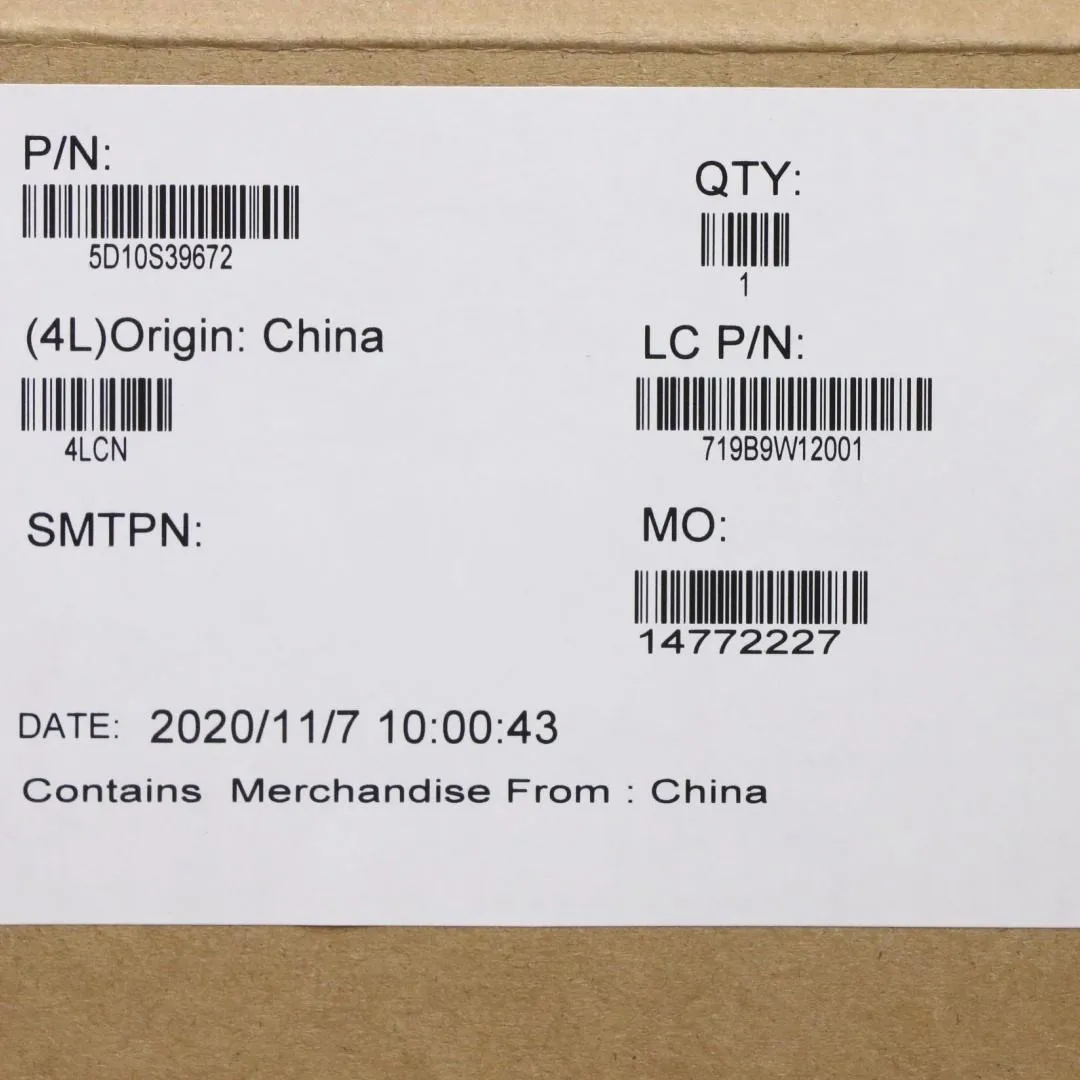 P/N:
5D10S39672
QTY:
1
(4L)Origin: China
4LCN
LC P/N:
719B9W12001
SMTPN:
MO:
14772227
DATE: 2020/11/7 10:00:43
Contains Merchandise From : China